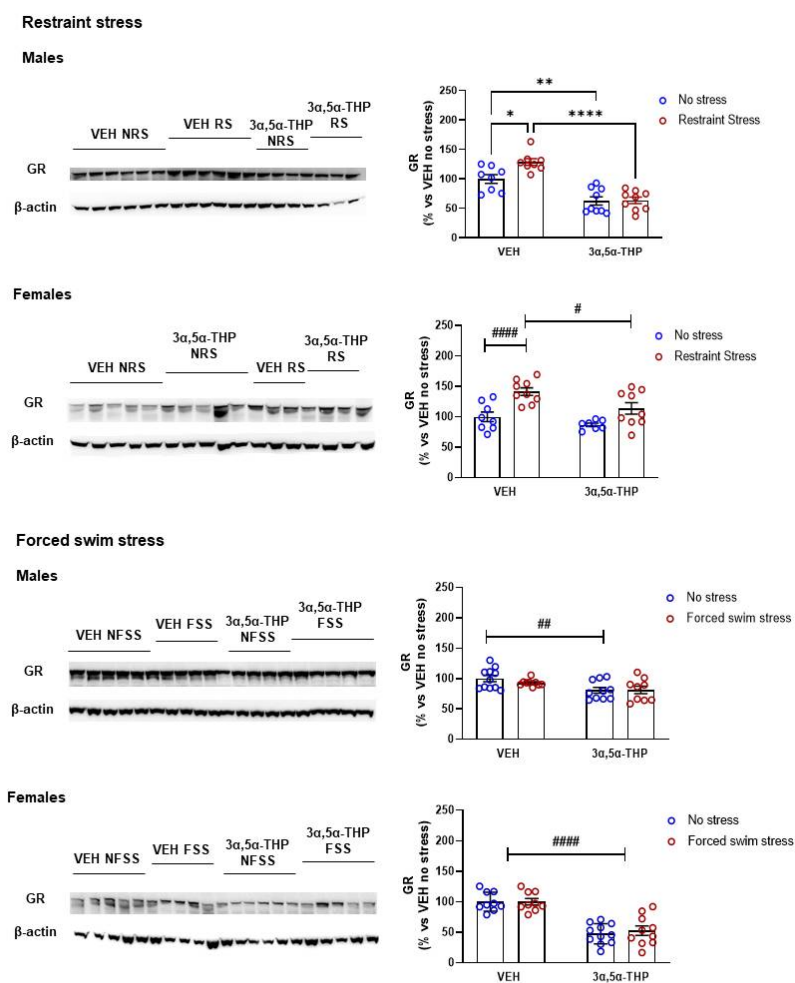 Restraint stress
Males
VEH NRS
VEH RS
3α,5α-THP
NRS
3α,5α-THP
RS
GR
β-actin
GR
(% vs VEH no stress)
250
200
150
100
50
0
**
*
****
No stress
Restraint Stress
VEH
3α,5α-THP
Females
VEH NRS
3α,5α-THP
NRS
VEH RS
3α,5α-THP
RS
GR
β-actin
GR
(% vs VEH no stress)
250
200
150
100
50
0
####
#
No stress
Restraint Stress
VEH
3α,5α-THP
Forced swim stress
Males
VEH NFSS
VEH FSS
3α,5α-THP
NFSS
3α,5α-THP
FSS
GR
β-actin
GR
(% vs VEH no stress)
250
200
150
100
50
0
##
No stress
Forced swim stress
VEH
3α,5α-THP
Females
VEH NFSS
VEH FSS
3α,5α-THP
NFSS
3α,5α-THP
FSS
GR
β-actin
GR
(% vs VEH no stress)
250
200
150
100
50
0
####
No stress
Forced swim stress
VEH
3α,5α-THP